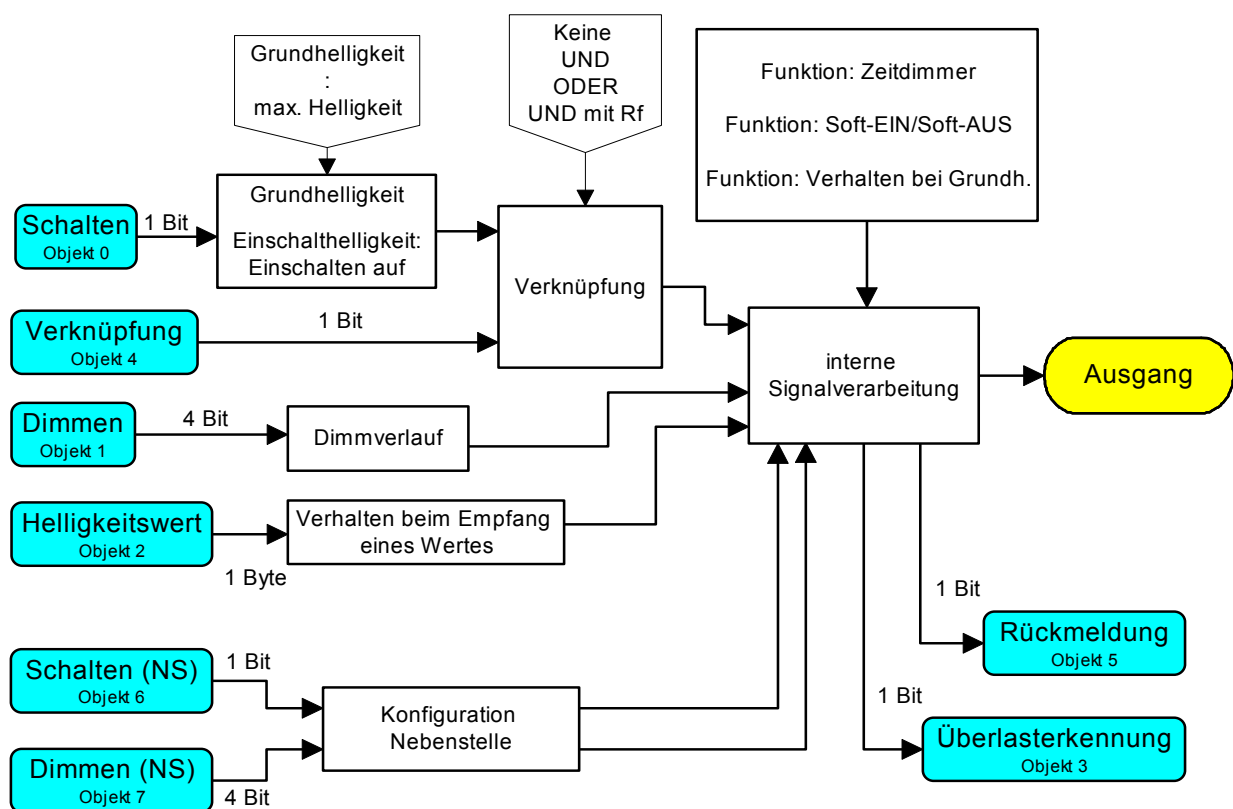 Grundhelligkeit
:
max. Helligkeit
Keine
UND
ODER
UND mit Rf
Funktion: Zeitdimmer
Funktion: Soft-EIN/Soft-AUS
Funktion: Verhalten bei Grundh.
Schalten
Objekt 0
1 Bit
Grundhelligkeit
Einschalthelligkeit:
Einschalten auf
Verknüpfung
Verknüpfung
Objekt 4
1 Bit
interne
Signalverarbeitung
Ausgang
Dimmen
Objekt 1
4 Bit
Dimmverlauf
Helligkeitswert
Objekt 2
1 Byte
Verhalten beim Empfang
eines Wertes
1 Bit
Rückmeldung
Objekt 5
Schalten (NS)
Objekt 6
1 Bit
Konfiguration
Nebenstelle
1 Bit
Überlasterkennung
Objekt 3
Dimmen (NS)
Objekt 7
4 Bit